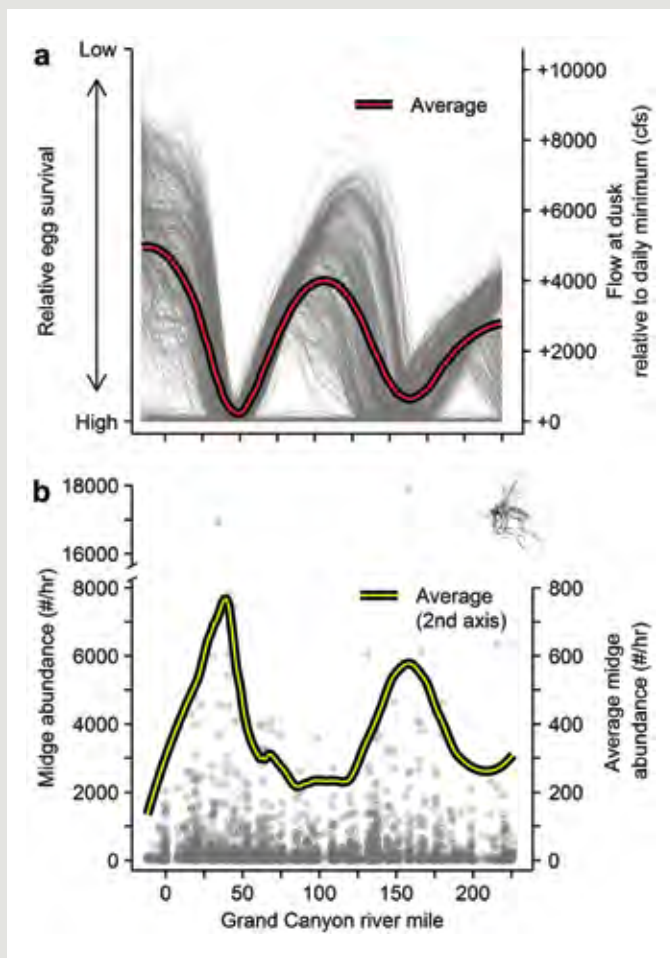 a
Low
High
Relative egg survival
Average
+10000
+8000
+6000
+4000
+2000
+0
Flow at dusk
relative to daily minimum (cfs)
b
18000
16000
8000
6000
4000
2000
0
Midge abundance (#/hr)
Average
(2nd axis)
800
600
400
200
0
Average midge
abundance (#/hr)
0 50 100 150 200
Grand Canyon river mile